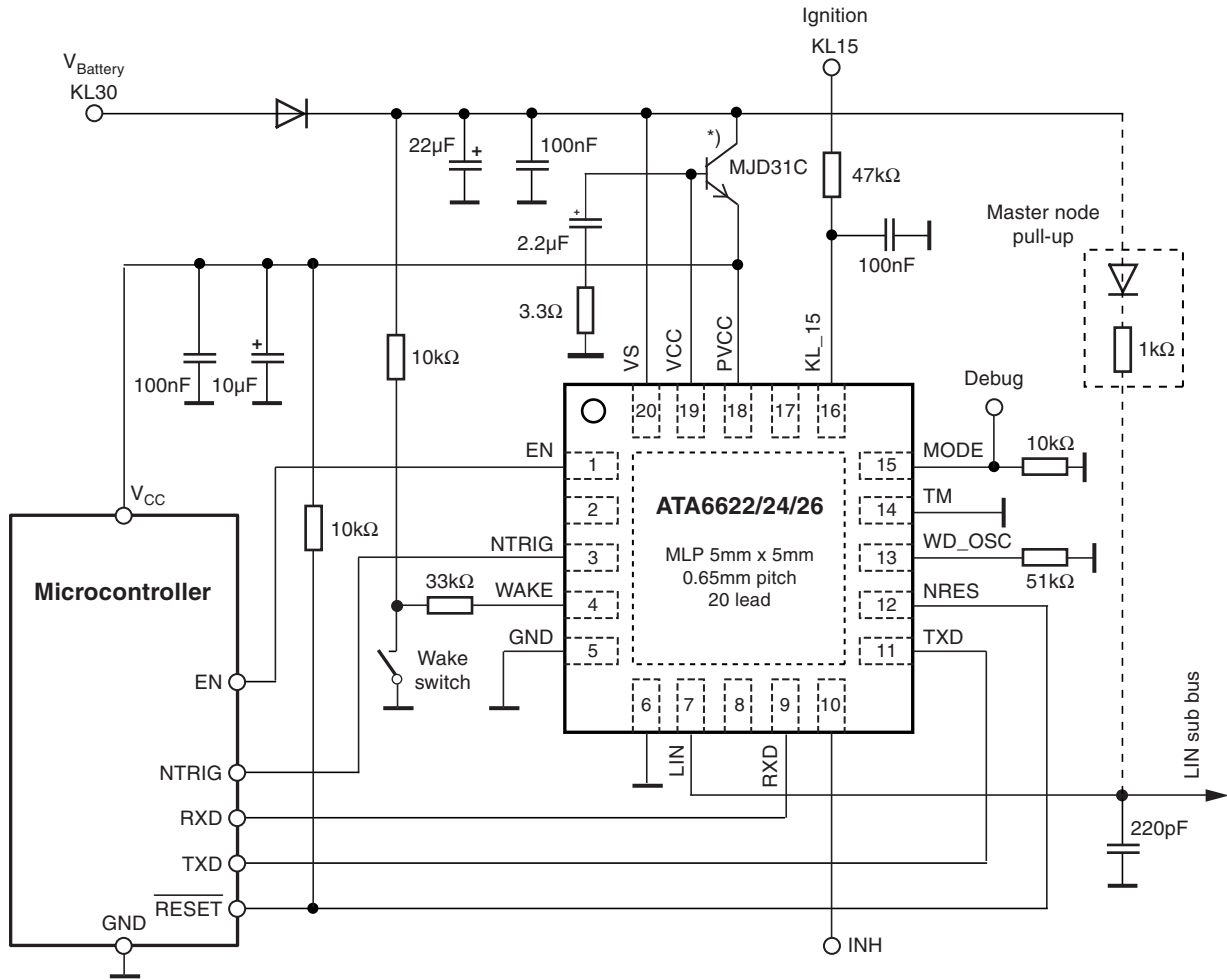 Ignition
KL15
V_Battery
KL30
22µF
+
100nF
*)
MJD31C
47kΩ
100nF
Master node
pull-up
1kΩ
+
2.2µF
3.3Ω
100nF
+
10µF
10kΩ
VS
VCC
PVCC
KL_15
Debug
20
19
18
17
16
EN
1
2
NTRIG
3
WAKE
4
GND
5
ATA6622/24/26
MLP 5mm x 5mm
0.65mm pitch
20 lead
15
MODE
10kΩ
14
TM
13
WD_OSC
51kΩ
12
NRES
11
TXD
6
7
8
9
10
LIN
RXD
V_CC
10kΩ
33kΩ
Wake
switch
Microcontroller
EN
NTRIG
RXD
TXD
RESET
GND
LIN sub bus
220pF
INH